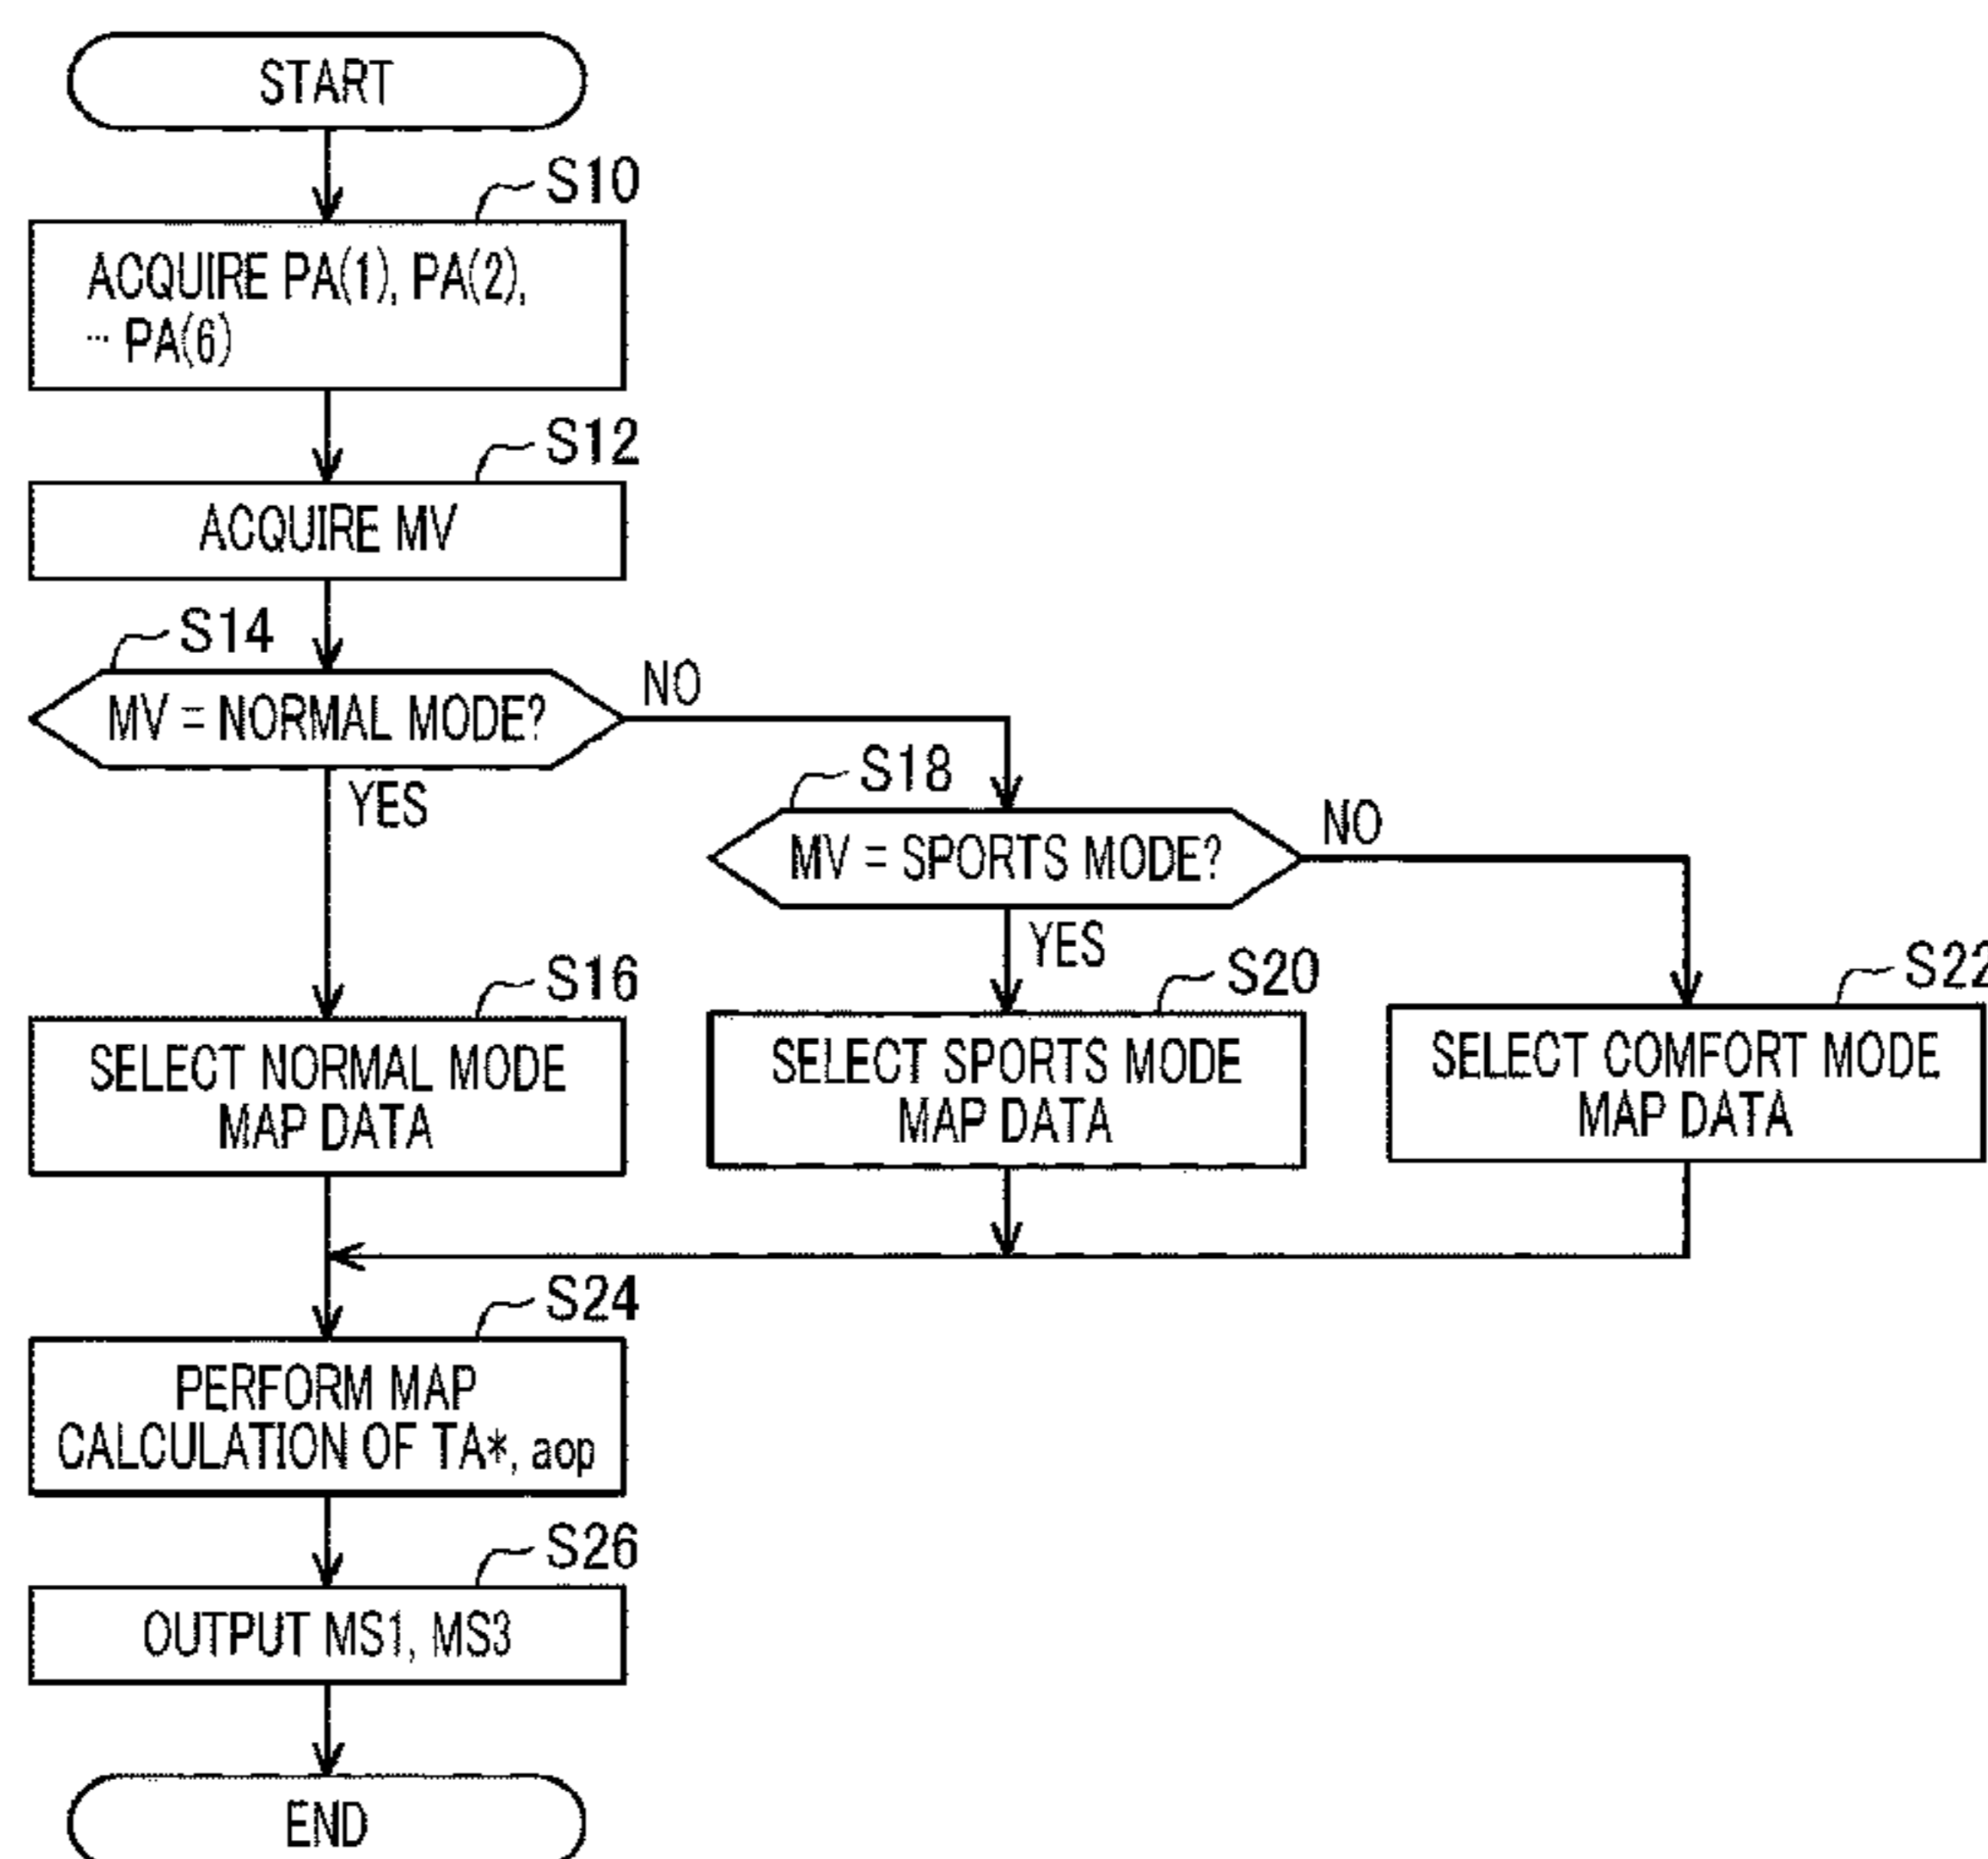 START
S10
ACQUIRE PA(1), PA(2),
··· PA(6)
S12
ACQUIRE MV
S14
MV = NORMAL MODE?
NO
YES
S18
MV = SPORTS MODE?
NO
YES
S16
SELECT NORMAL MODE
MAP DATA
S20
SELECT SPORTS MODE
MAP DATA
S22
SELECT COMFORT MODE
MAP DATA
S24
PERFORM MAP
CALCULATION OF TA*, aop
S26
OUTPUT MS1, MS3
END